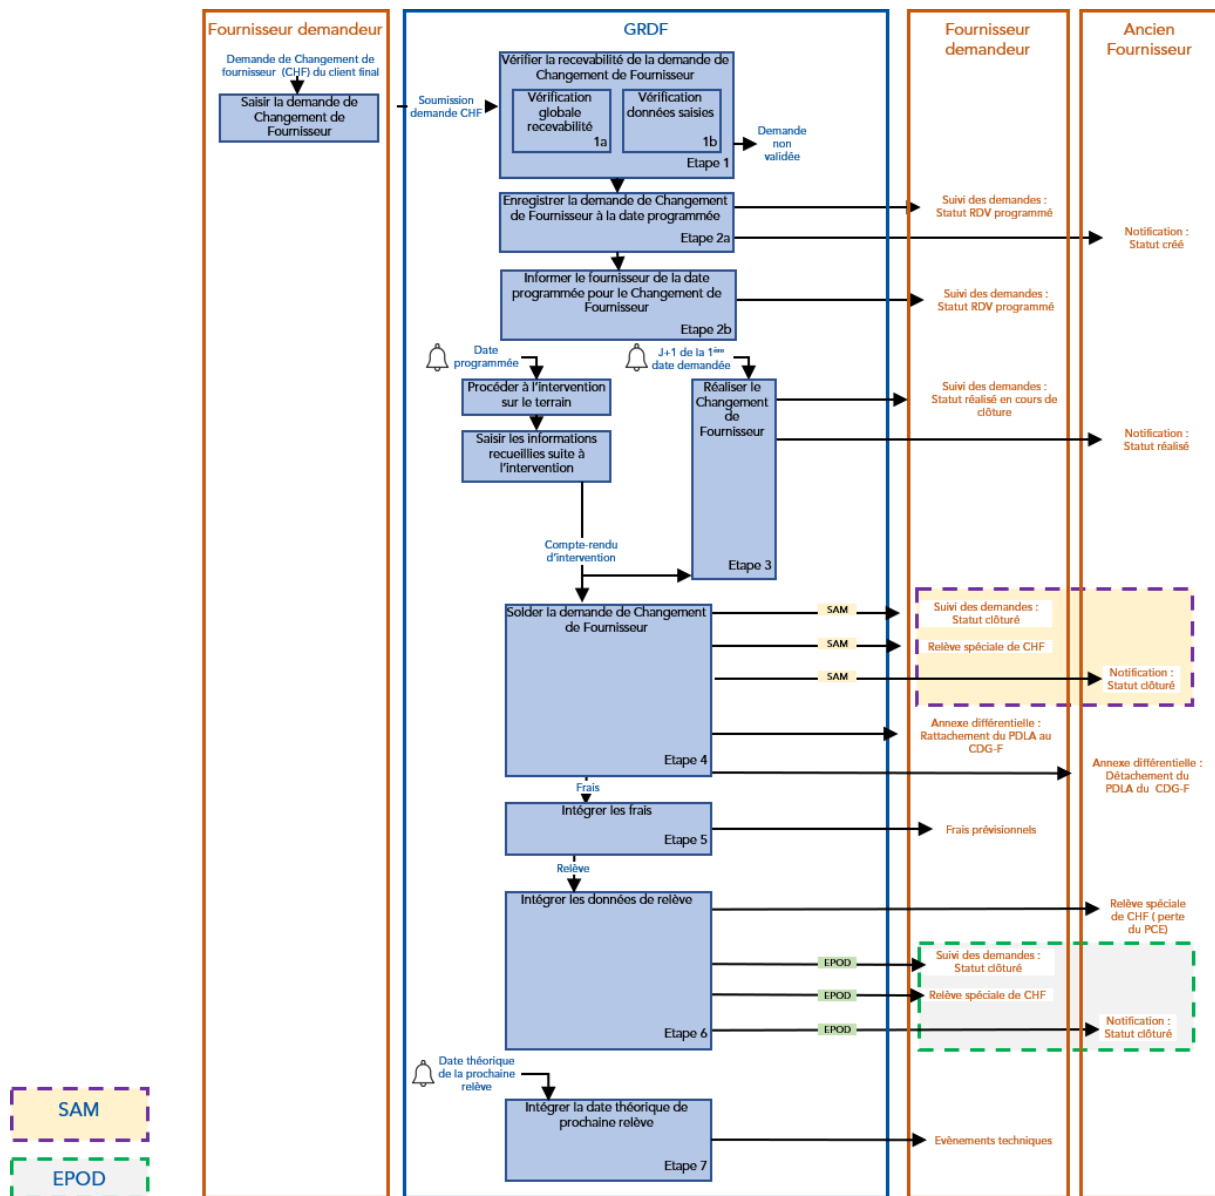 Fournisseur demandeur
GRDF
Fournisseur
demandeur
Ancien
Fournisseur
Demande de Changement de
fournisseur (CHF) du client final
Saisir la demande de
Changement de
Fournisseur
Soumission
demande CHF
Vérifier la recevabilité de la demande de
Changement de Fournisseur
Vérification
globale
recevabilité
1a
Vérification
données saisies
1b
Etape 1
Demande
non
validée
Enregistrer la demande de Changement
de Fournisseur à la date programmée
Etape 2a
Suivi des demandes :
Statut RDV programmé
Notification :
Statut créé
Informer le fournisseur de la date
programmée pour le Changement de
Fournisseur
Etape 2b
Suivi des demandes :
Statut RDV programmé
Date
programmée
J+1 de la 1ère
date demandée
Procéder à l'intervention
sur le terrain
Saisir les informations
recueillies suite à
l'intervention
Réaliser le
Changement
de
Fournisseur
Etape 3
Suivi des demandes :
Statut réalisé en cours de
clôture
Notification :
Statut réalisé
Compte-rendu
d'intervention
Solder la demande de Changement
de Fournisseur
Etape 4
SAM
Suivi des demandes :
Statut clôturé
SAM
Relève spéciale de CHF
SAM
Notification :
Statut clôturé
Annexe différentielle :
Rattachement du PDLA au
CDG-F
Annexe différentielle :
Détachement du
PDLA du CDG-F
Frais
Intégrer les frais
Etape 5
Frais prévisionnels
Relève
Intégrer les données de relève
Etape 6
Relève spéciale
de CHF ( perte
du PCE)
EPOD
Suivi des demandes :
Statut clôturé
EPOD
Relève spéciale de CHF
EPOD
Notification :
Statut clôturé
Date théorique
de la prochaine
relève
Intégrer la date théorique de
prochaine relève
Etape 7
Evènements techniques
SAM
EPOD